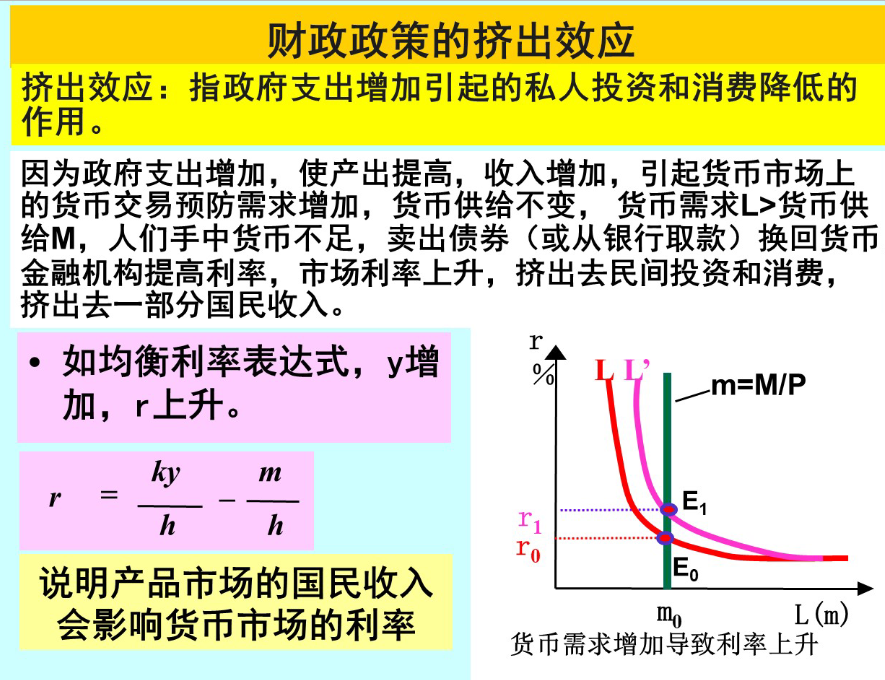 财政政策的挤出效应
挤出效应：指政府支出增加引起的私人投资和消费降低的
作用。
因为政府支出增加，使产出提高，收入增加，引起货币市场上
的货币交易预防需求增加，货币供给不变， 货币需求L>货币供
给M，人们手中货币不足，卖出债券（或从银行取款）换回货币
金融机构提高利率，市场利率上升，挤出去民间投资和消费，
挤出去一部分国民收入。
• 如均衡利率表达式，y增
加，r上升。
r = ky/h − m/h
说明产品市场的国民收入
会影响货币市场的利率
r
%
L L’
m=M/P
E1
r1
r0
E0
m0
L(m)
货币需求增加导致利率上升